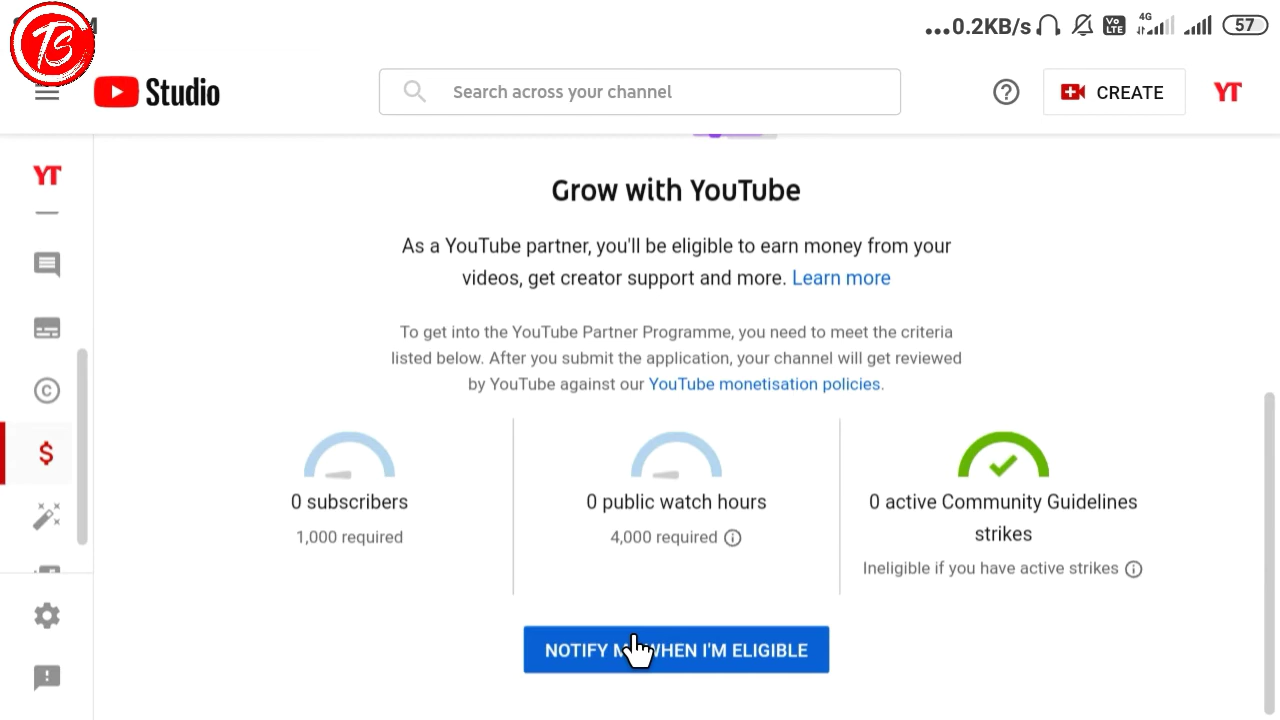 TS M ...0.2KB/s Vo LTE 4G 57
Studio Search across your channel ? CREATE YT
YT
Grow with YouTube
As a YouTube partner, you'll be eligible to earn money from your
videos, get creator support and more. Learn more
To get into the YouTube Partner Programme, you need to meet the criteria
listed below. After you submit the application, your channel will get reviewed
by YouTube against our YouTube monetisation policies.
0 subscribers
1,000 required
0 public watch hours
4,000 required
0 active Community Guidelines
strikes
Ineligible if you have active strikes
NOTIFY M WHEN I'M ELIGIBLE